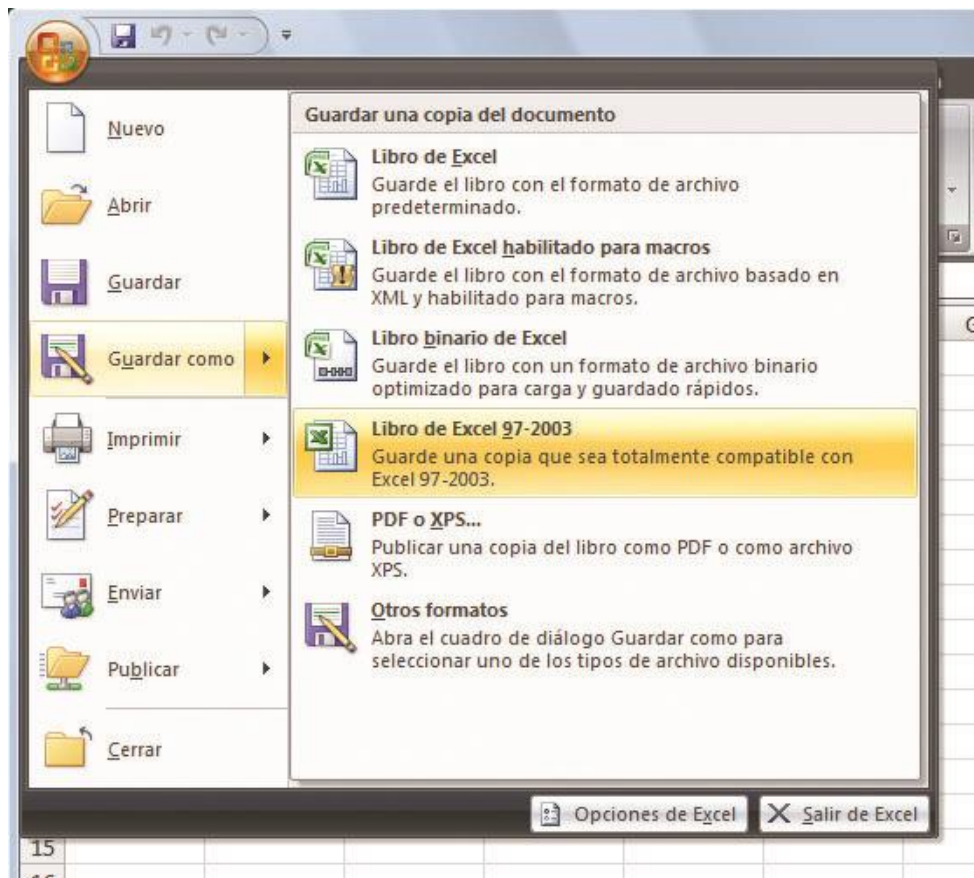 Nuevo
Abrir
Guardar
Guardar como
Imprimir
Preparar
Enviar
Publicar
Cerrar
Guardar una copia del documento
Libro de Excel
Guarde el libro con el formato de archivo
predeterminado.
Libro de Excel habilitado para macros
Guarde el libro con el formato de archivo basado en
XML y habilitado para macros.
Libro binario de Excel
Guarde el libro con un formato de archivo binario
optimizado para carga y guardado rápidos.
Libro de Excel 97-2003
Guarde una copia que sea totalmente compatible con
Excel 97-2003.
PDF o XPS...
Publicar una copia del libro como PDF o como archivo
XPS.
Otros formatos
Abra el cuadro de diálogo Guardar como para
seleccionar uno de los tipos de archivo disponibles.
Opciones de Excel
Salir de Excel
15